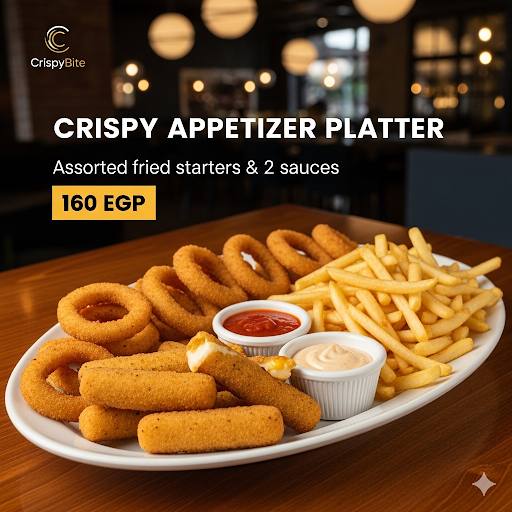 CrispyBite
CRISPY APPETIZER PLATTER
Assorted fried starters & 2 sauces
160 EGP